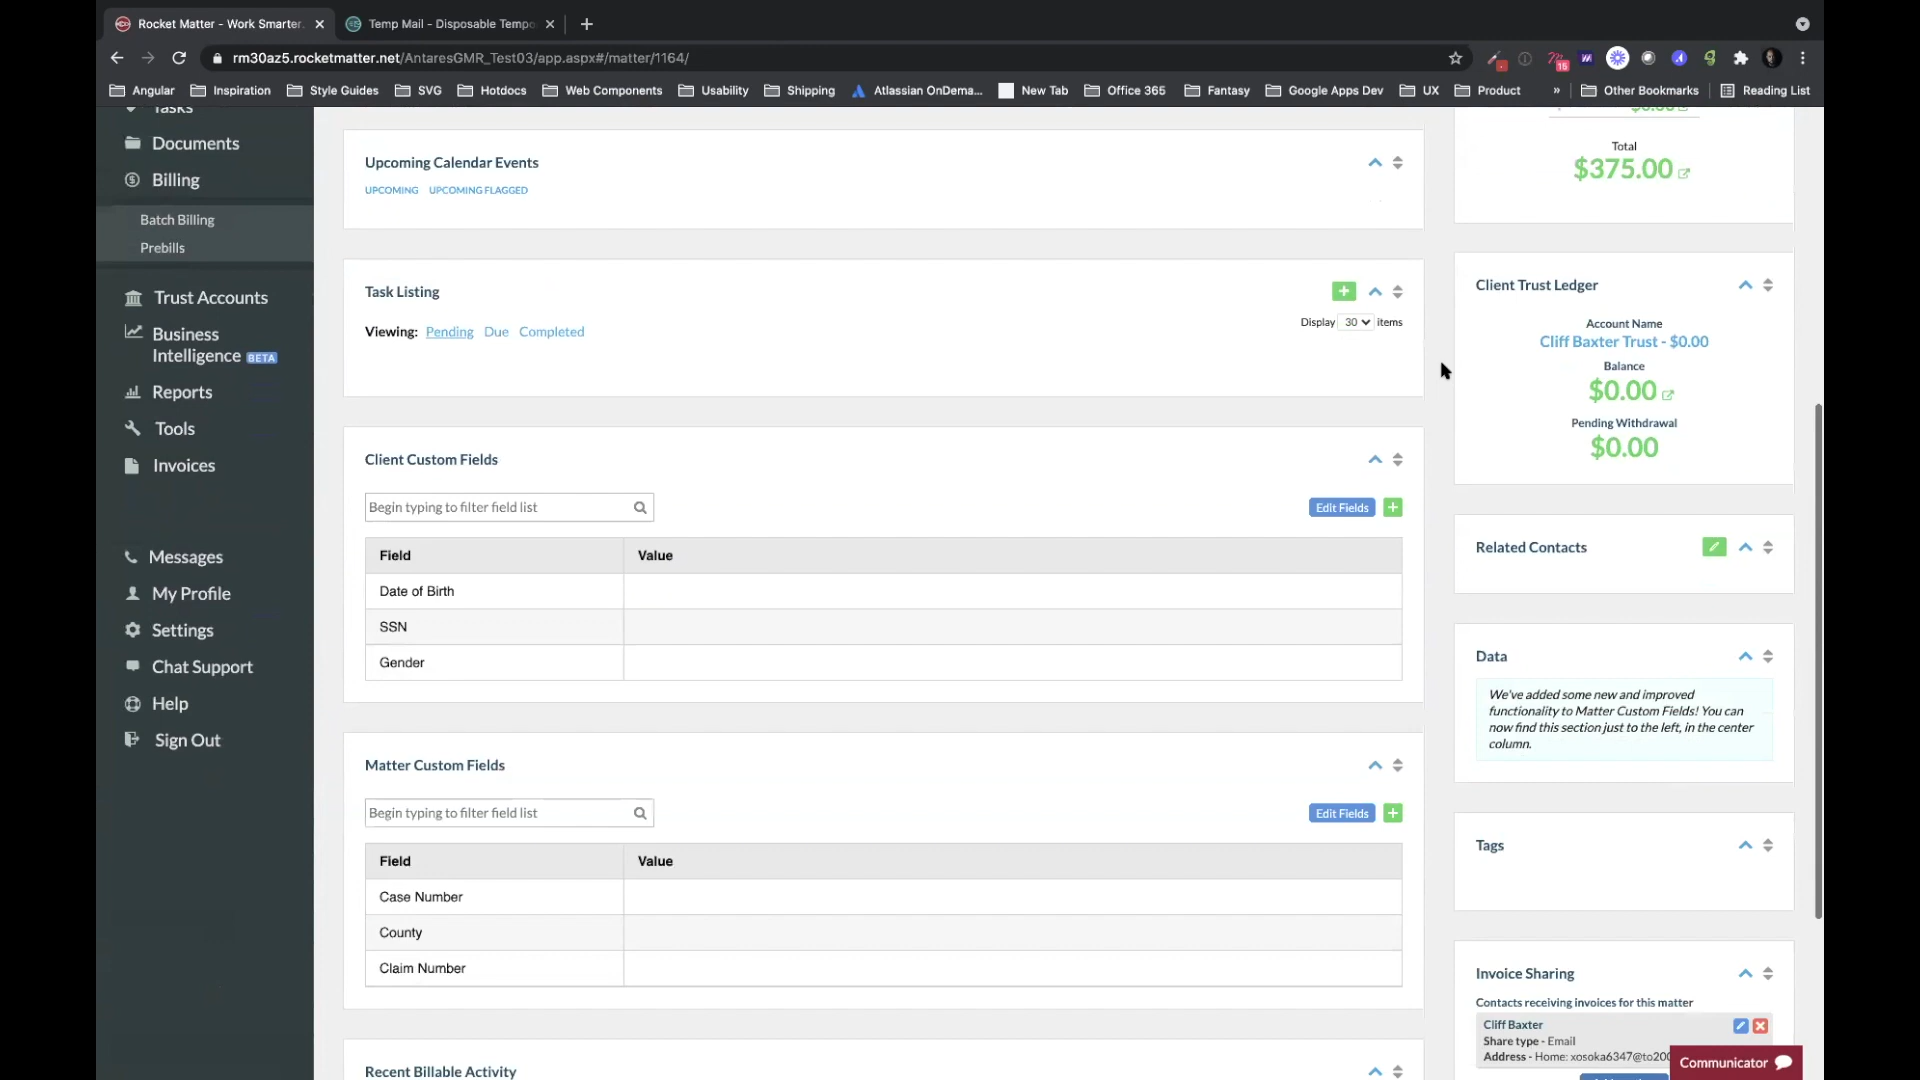 Rocket Matter - Work Smarter.
Temp Mail - Disposable Tempo
rm30az5.rocketmatter.net/AntaresGMR_Test03/app.aspx#/matter/1164/
15
Angular
Inspiration
Style Guides
SVG
Hotdocs
Web Components
Usability
Shipping
Atlassian OnDema...
New Tab
Office 365
Fantasy
Google Apps Dev
UX
Product
»
Other Bookmarks
Reading List
Tasks
Documents
Billing
Batch Billing
Prebills
Trust Accounts
Business
Intelligence BETA
Reports
Tools
Invoices
Messages
My Profile
Settings
Chat Support
Help
Sign Out
Upcoming Calendar Events
UPCOMING UPCOMING FLAGGED
Task Listing
Viewing: Pending Due Completed
Display 30 items
Client Custom Fields
Begin typing to filter field list
Edit Fields
Field Value
Date of Birth
SSN
Gender
Matter Custom Fields
Begin typing to filter field list
Edit Fields
Field Value
Case Number
County
Claim Number
Recent Billable Activity
Total
$375.00
Client Trust Ledger
Account Name
Cliff Baxter Trust - $0.00
Balance
$0.00
Pending Withdrawal
$0.00
Related Contacts
Data
We've added some new and improved
functionality to Matter Custom Fields! You can
now find this section just to the left, in the center
column.
Tags
Invoice Sharing
Contacts receiving invoices for this matter
Cliff Baxter
Share type - Email
Address - Home: xosoka6347@to200
Communicator